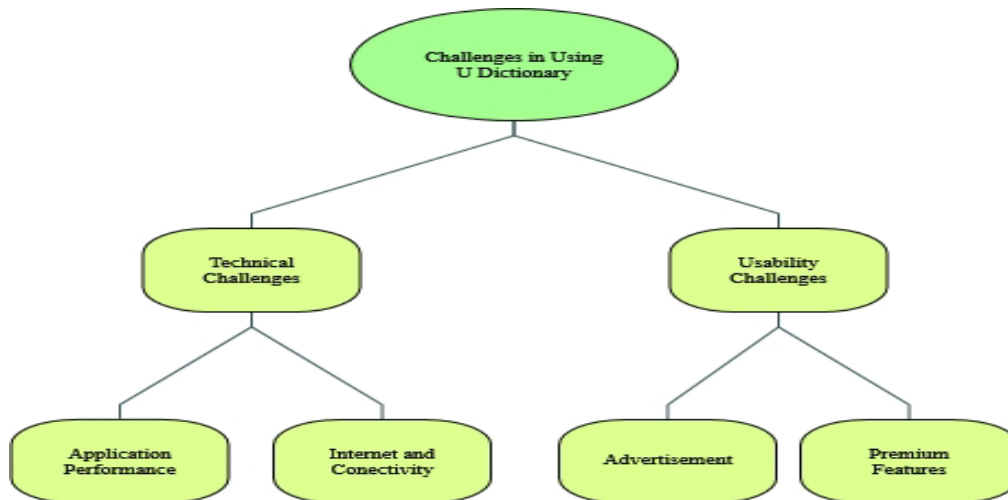 Challenges in Using
U Dictionary
Technical
Challenges
Usability
Challenges
Application
Performance
Internet and
Conectivity
Advertisement
Premium
Features